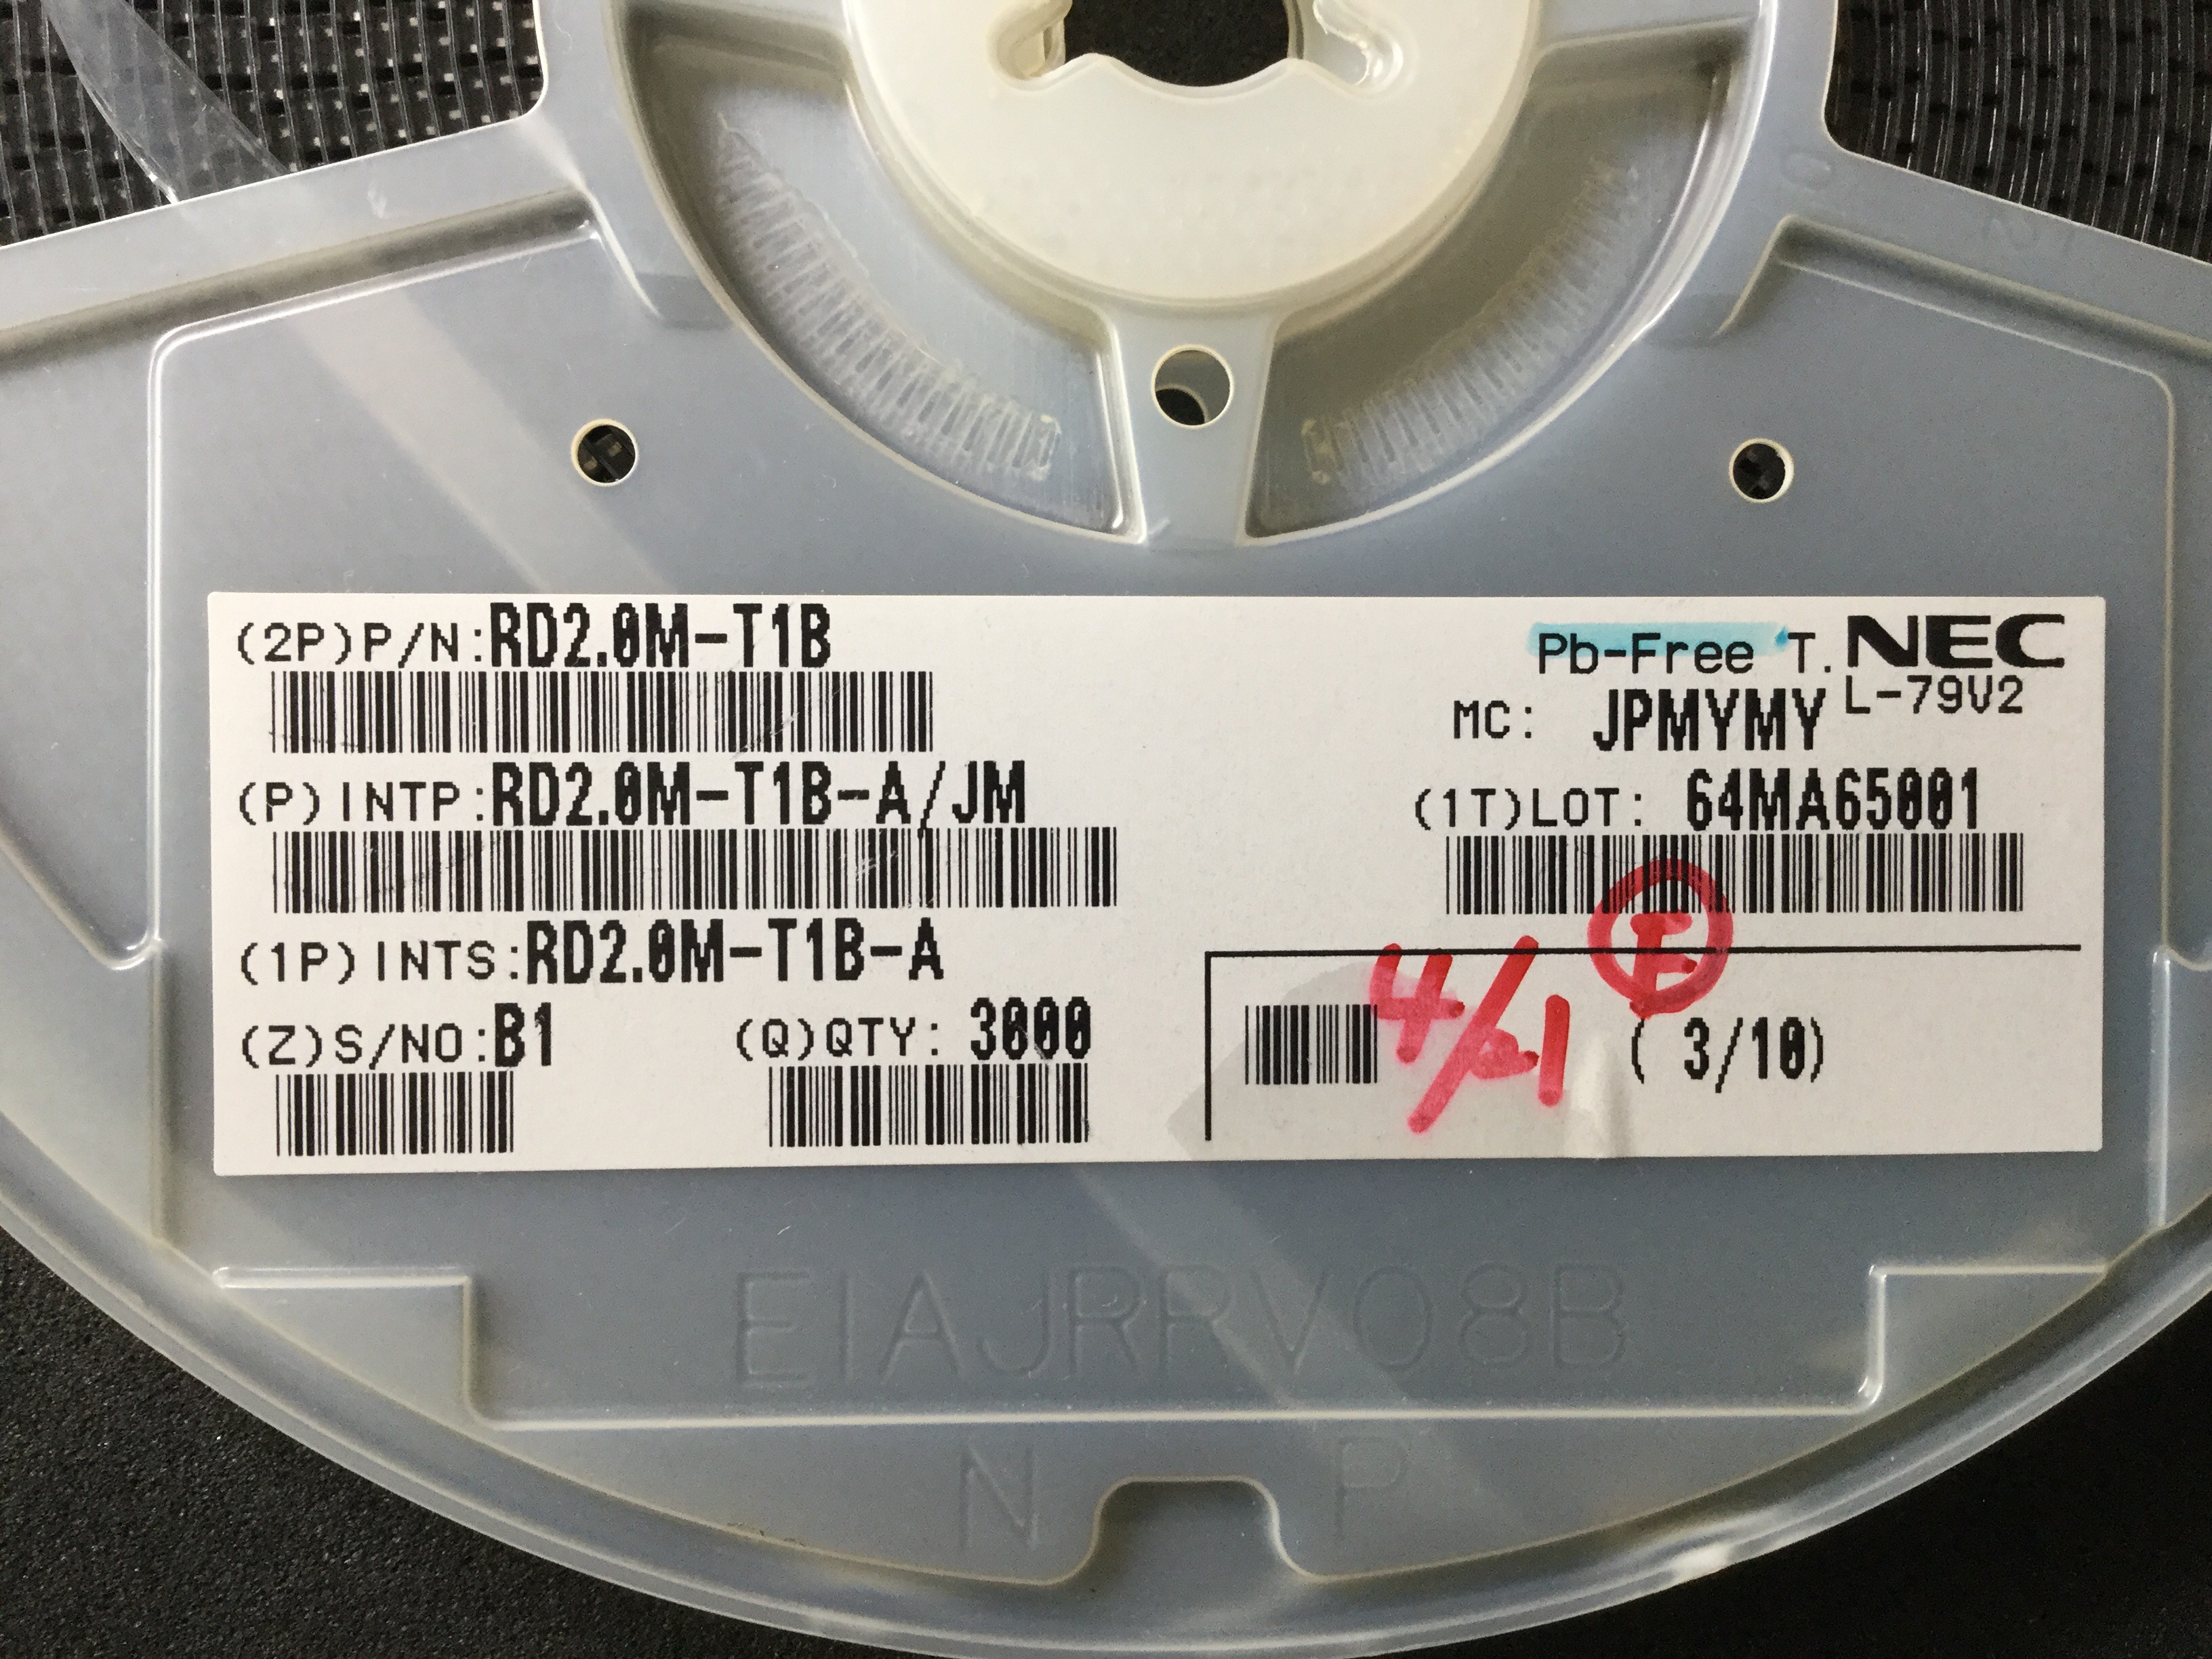 (2P)P/N:RD2.0M-T1B
Pb-Free T. NEC
L-79V2
MC: JPMYMY
(P)INTP:RD2.0M-T1B-A/JM
(1T)LOT: 64MA65001
(1P)INTS:RD2.0M-T1B-A
E
4/21
(Z)S/NO:B1
(Q)QTY: 3000
( 3/10)
EIAJRRV08B
N P